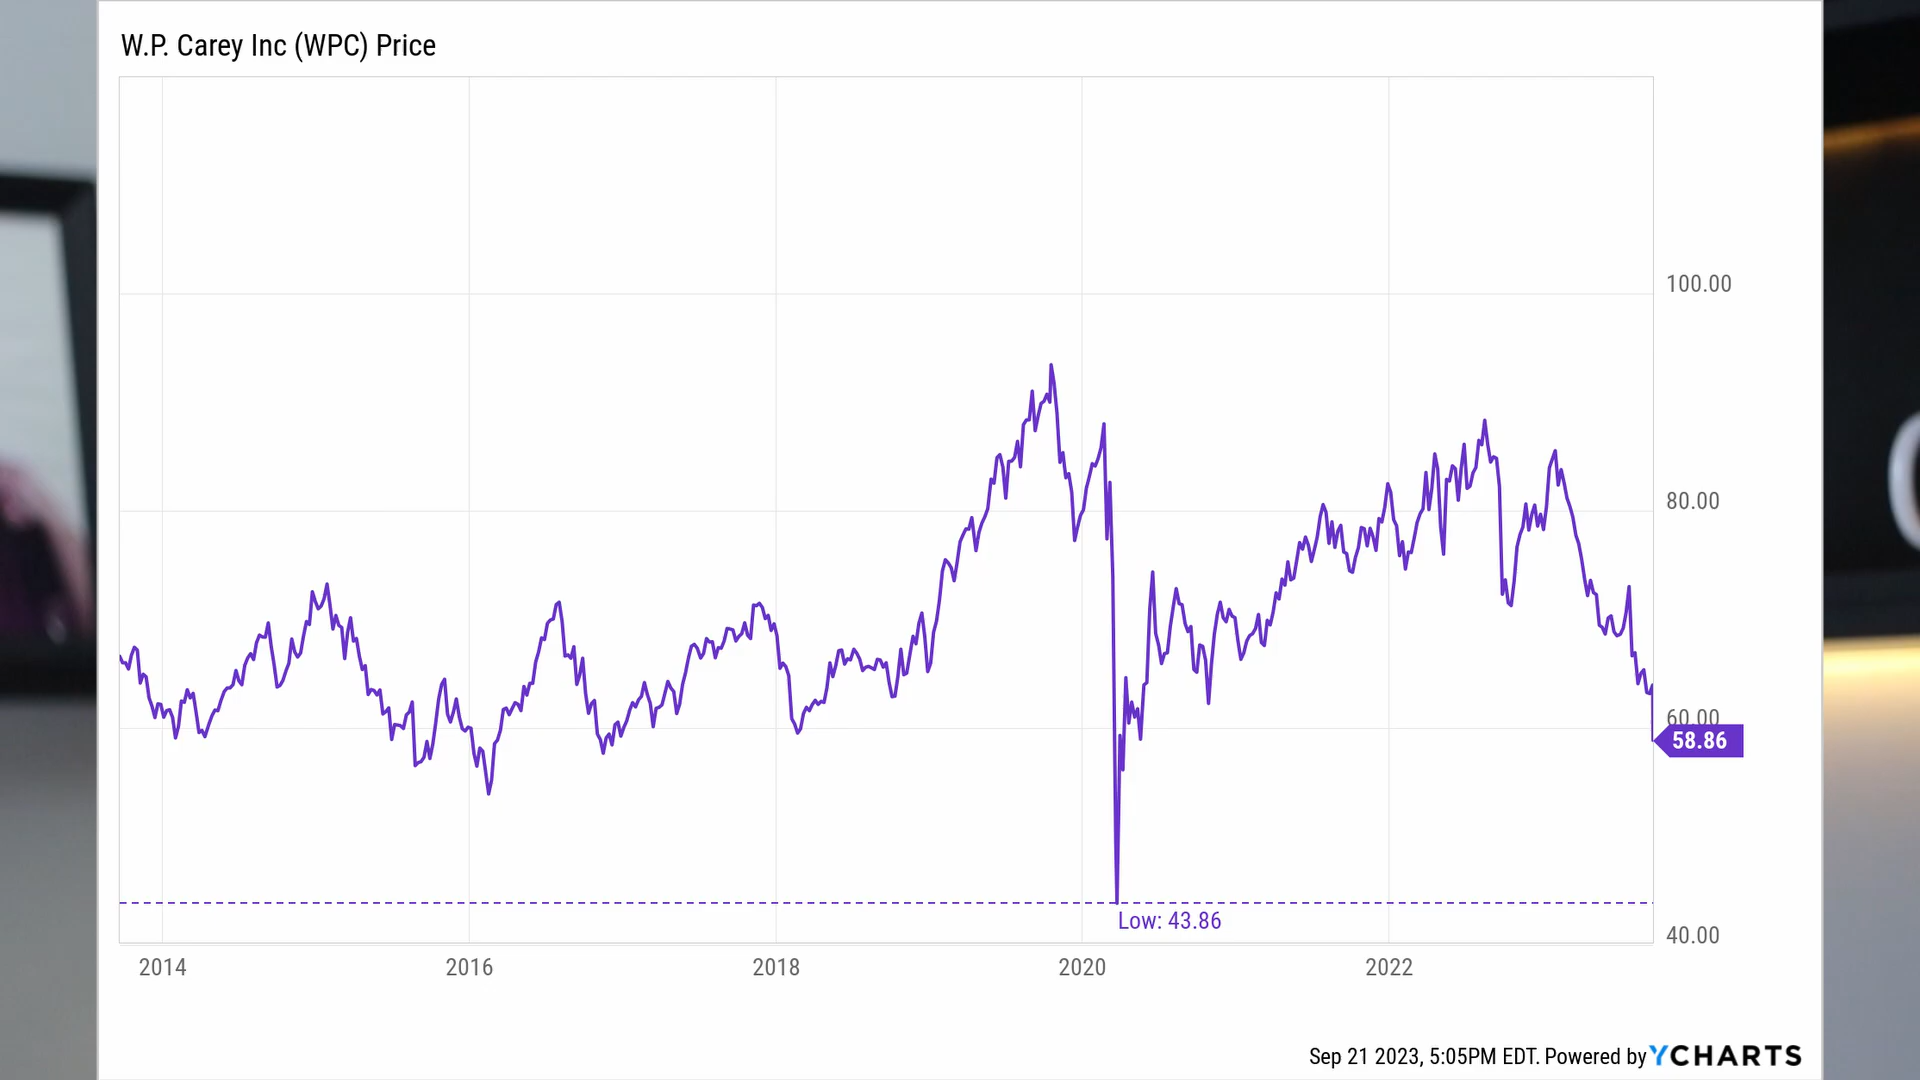 W.P. Carey Inc (WPC) Price
100.00
80.00
60.00
58.86
Low: 43.86
40.00
2014 2016 2018 2020 2022
Sep 21 2023, 5:05PM EDT. Powered by YCHARTS